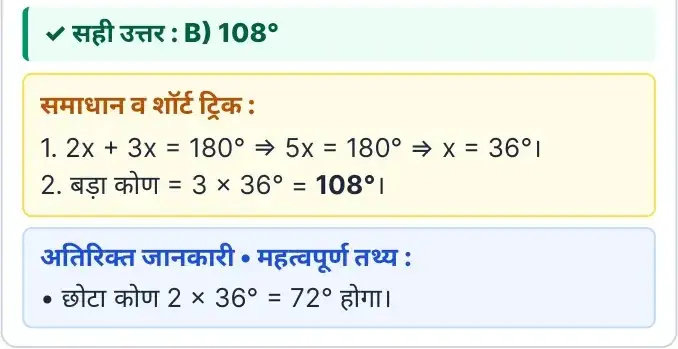 ✓ सही उत्तर : B) 108°
समाधान व शॉर्ट ट्रिक :
1. 2x + 3x = 180° ⇒ 5x = 180° ⇒ x = 36°।
2. बड़ा कोण = 3 × 36° = 108°।
अतिरिक्त जानकारी • महत्वपूर्ण तथ्य :
• छोटा कोण 2 × 36° = 72° होगा।